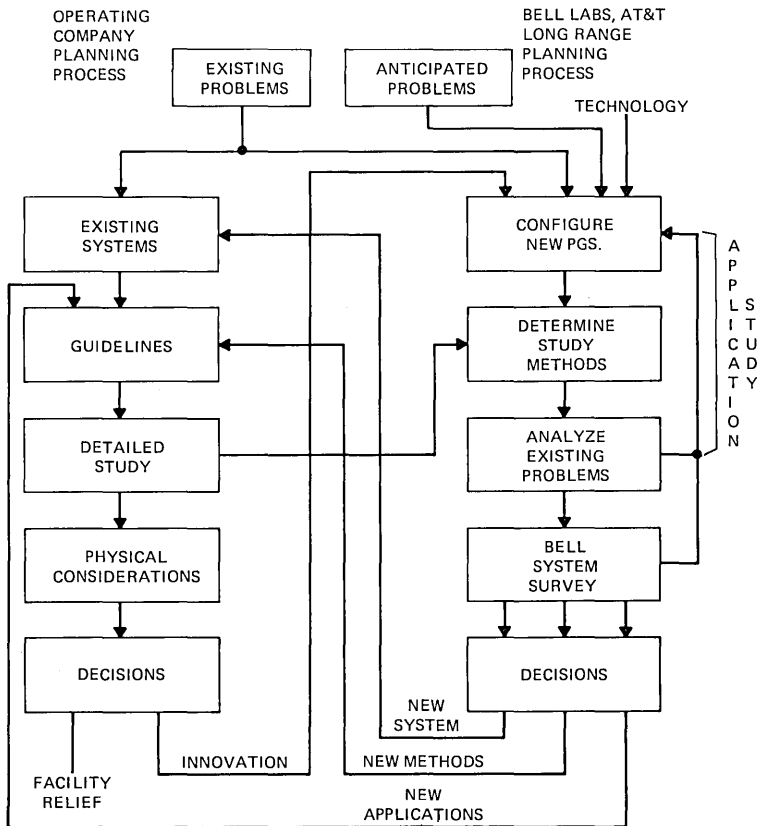 OPERATING
COMPANY
PLANNING
PROCESS
EXISTING
PROBLEMS
ANTICIPATED
PROBLEMS
BELL LABS, AT&T
LONG RANGE
PLANNING
PROCESS
TECHNOLOGY
EXISTING
SYSTEMS
CONFIGURE
NEW PGS.
GUIDELINES
DETERMINE
STUDY
METHODS
APPLICATION
STUDY
DETAILED
STUDY
ANALYZE
EXISTING
PROBLEMS
PHYSICAL
CONSIDERATIONS
BELL
SYSTEM
SURVEY
DECISIONS
DECISIONS
NEW
SYSTEM
INNOVATION
NEW METHODS
FACILITY
RELIEF
NEW
APPLICATIONS